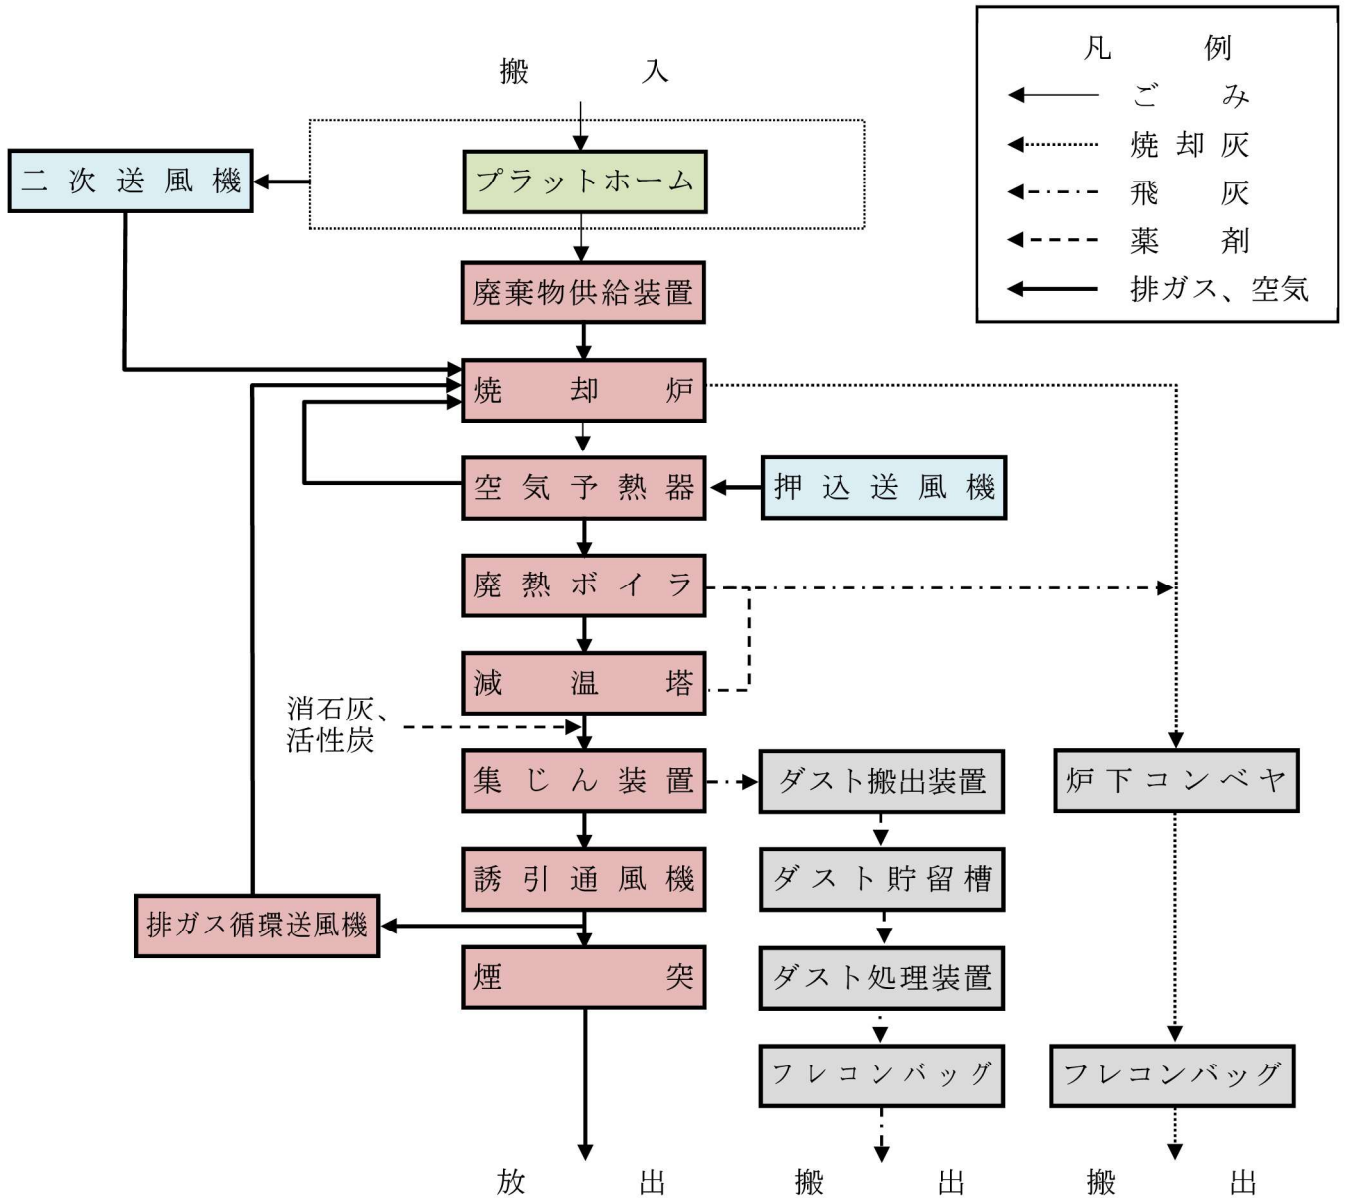 搬入
プラットホーム
二次送風機
廃棄物供給装置
焼却炉
空気予熱器
押込送風機
廃熱ボイラ
減温塔
消石灰、
活性炭
集じん装置
ダスト搬出装置
炉下コンベヤ
誘引通風機
ダスト貯留槽
排ガス循環送風機
煙突
ダスト処理装置
フレコンバッグ
フレコンバッグ
放出
搬出
搬出
凡例
ごみ
焼却灰
飛灰
薬剤
排ガス、空気